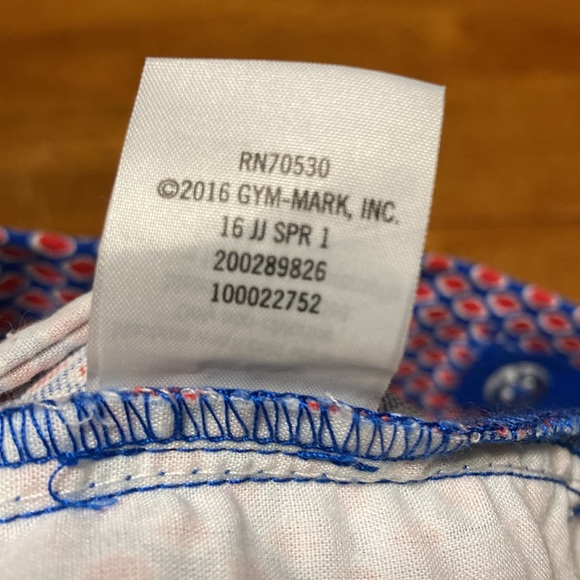 RN70530
©2016 GYM-MARK, INC.
16 JJ SPR 1
200289826
100022752